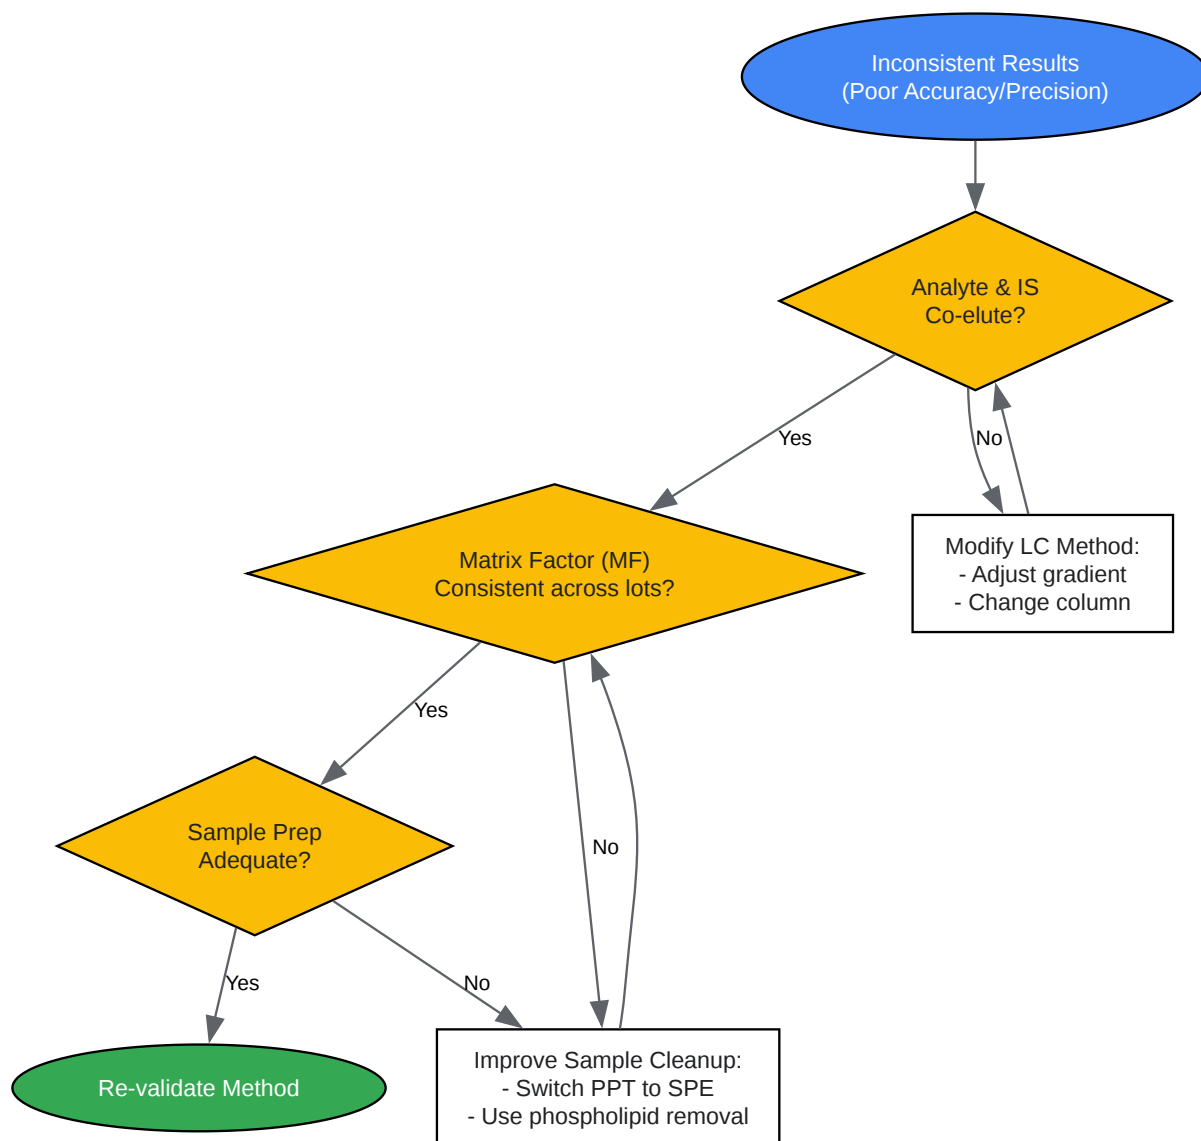 Inconsistent Results
(Poor Accuracy/Precision)
Analyte & IS
Co-elute?
Yes
No
Modify LC Method:
- Adjust gradient
- Change column
Matrix Factor (MF)
Consistent across lots?
Yes
No
Sample Prep
Adequate?
Yes
No
Re-validate Method
Improve Sample Cleanup:
- Switch PPT to SPE
- Use phospholipid removal